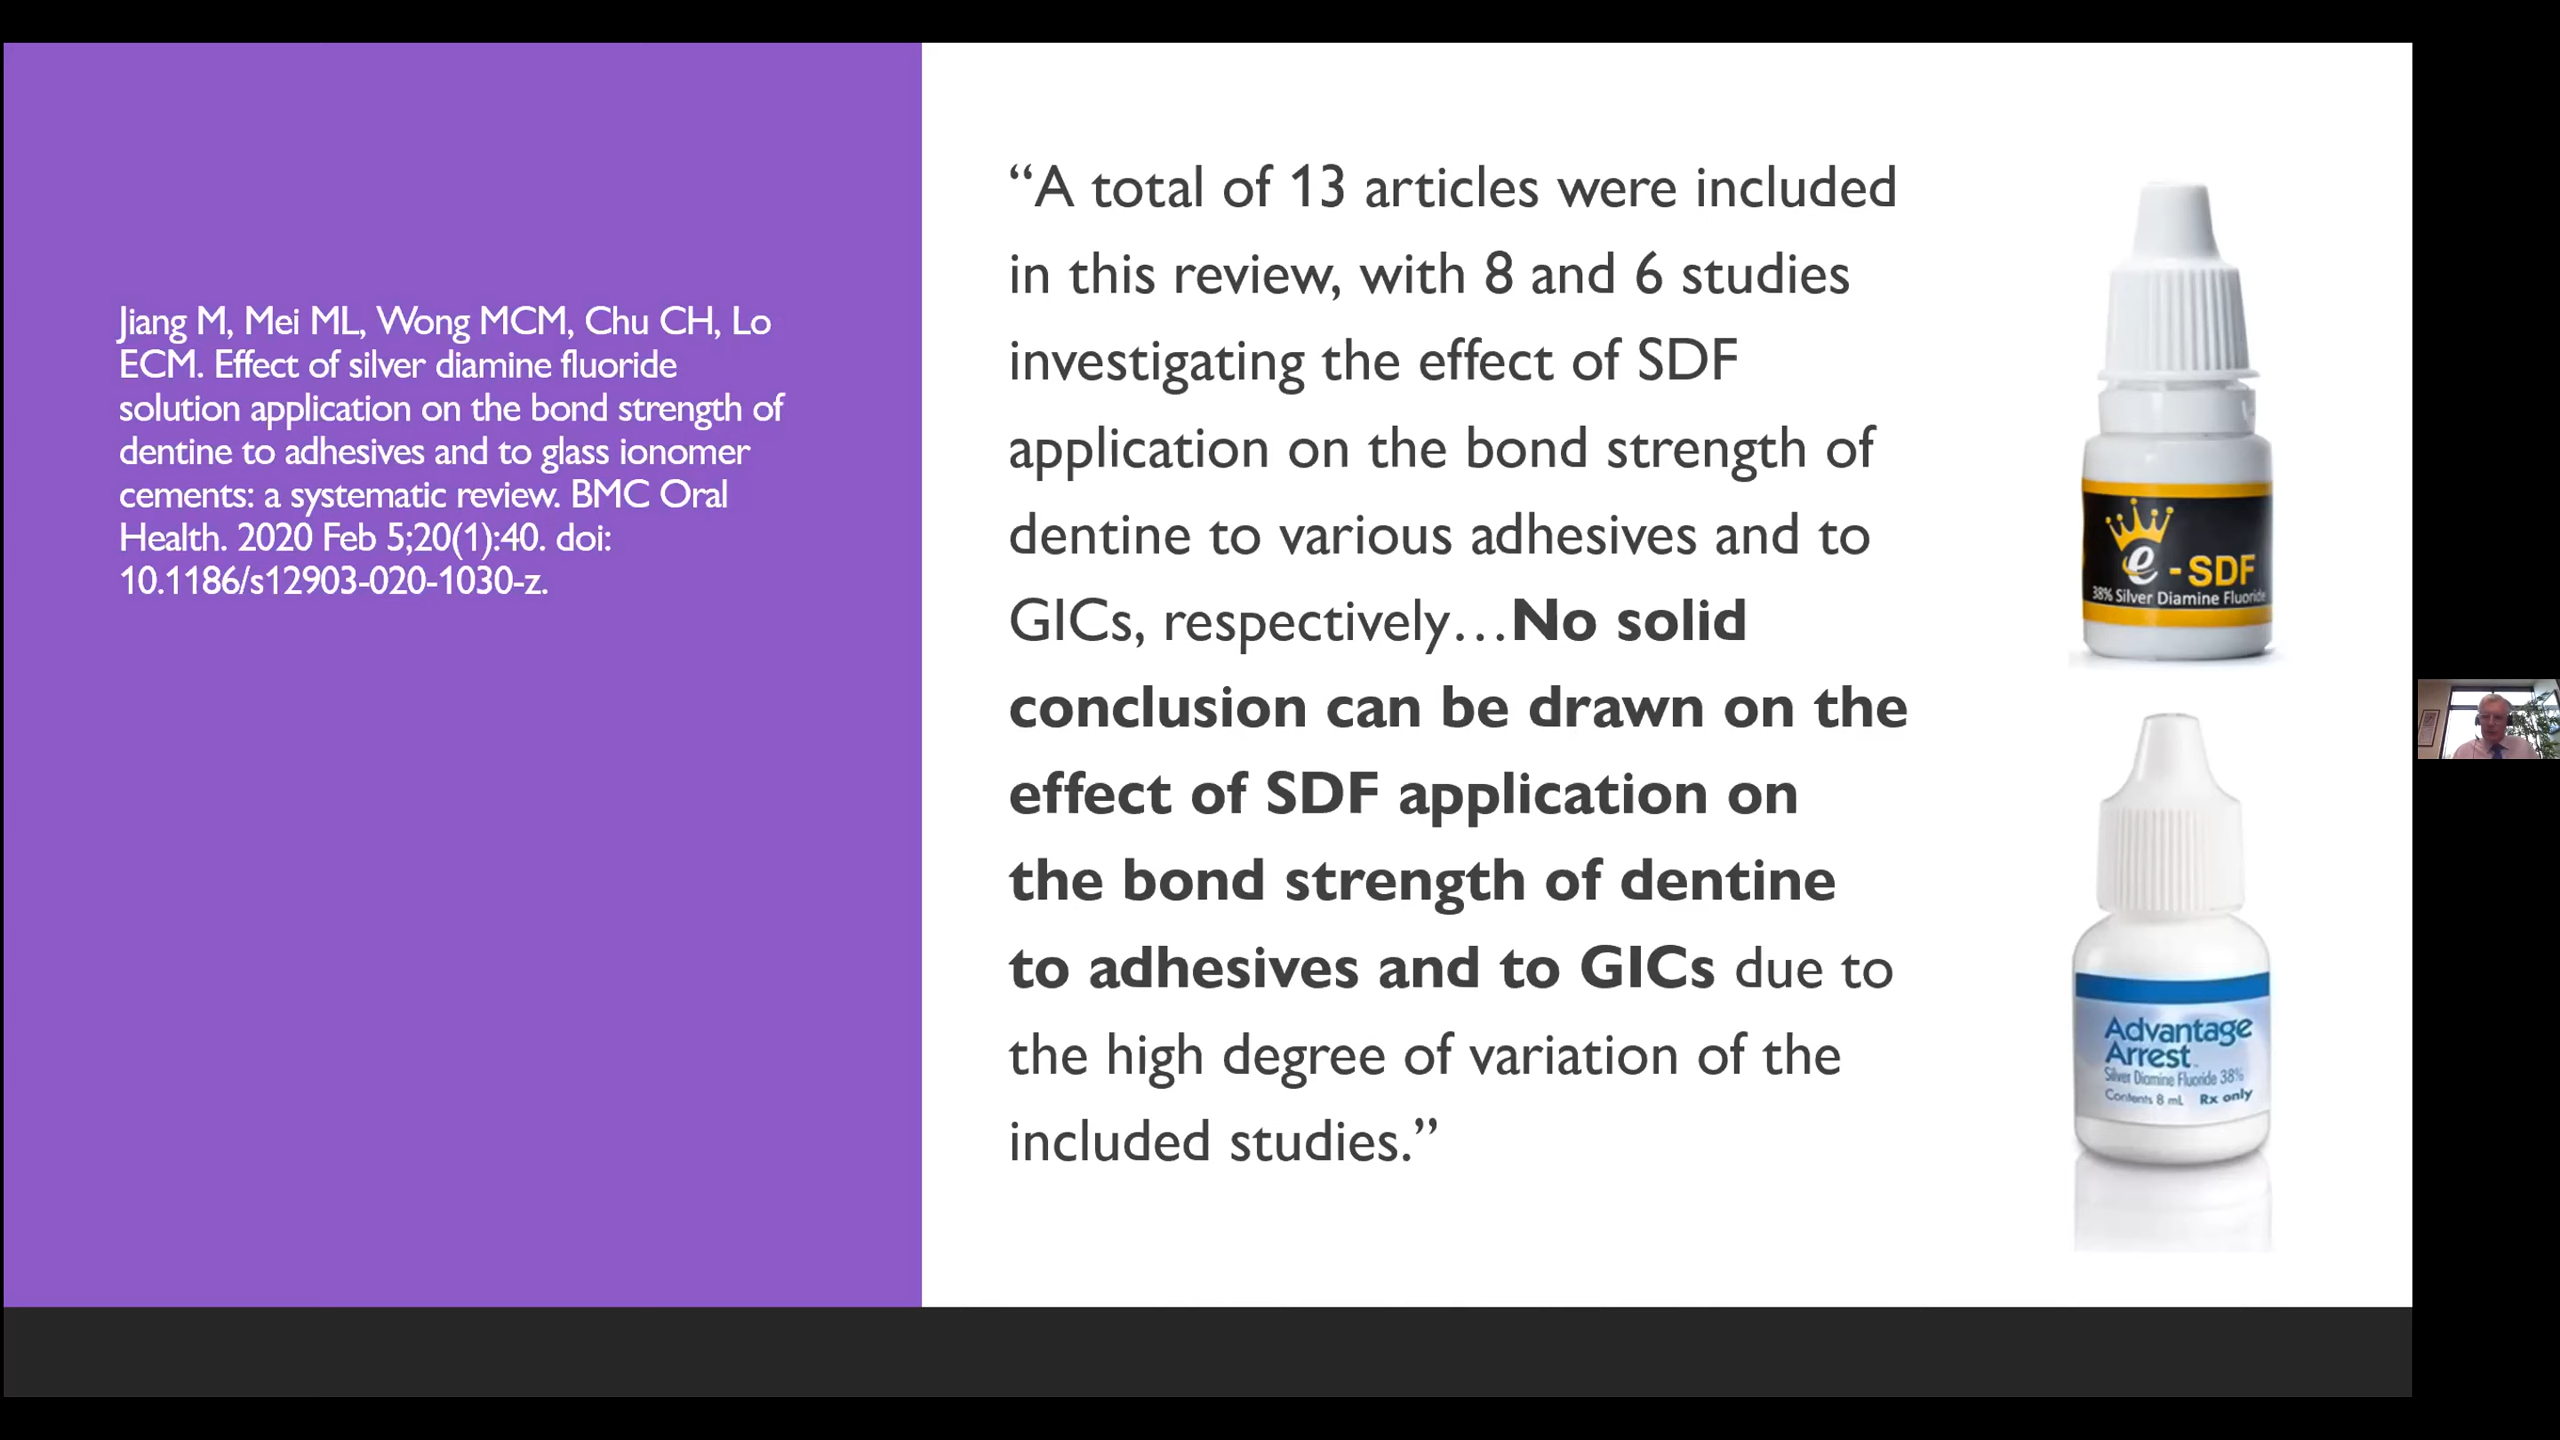 Jiang M, Mei ML, Wong MCM, Chu CH, Lo
ECM. Effect of silver diamine fluoride
solution application on the bond strength of
dentine to adhesives and to glass ionomer
cements: a systematic review. BMC Oral
Health. 2020 Feb 5;20(1):40. doi:
10.1186/s12903-020-1030-z.
“A total of 13 articles were included
in this review, with 8 and 6 studies
investigating the effect of SDF
application on the bond strength of
dentine to various adhesives and to
GICs, respectively…No solid
conclusion can be drawn on the
effect of SDF application on
the bond strength of dentine
to adhesives and to GICs due to
the high degree of variation of the
included studies.”
e - SDF
38% Silver Diamine Fluoride
Advantage
Arrest
Silver Diamine Fluoride 38%
Contents 8 mL Rx only